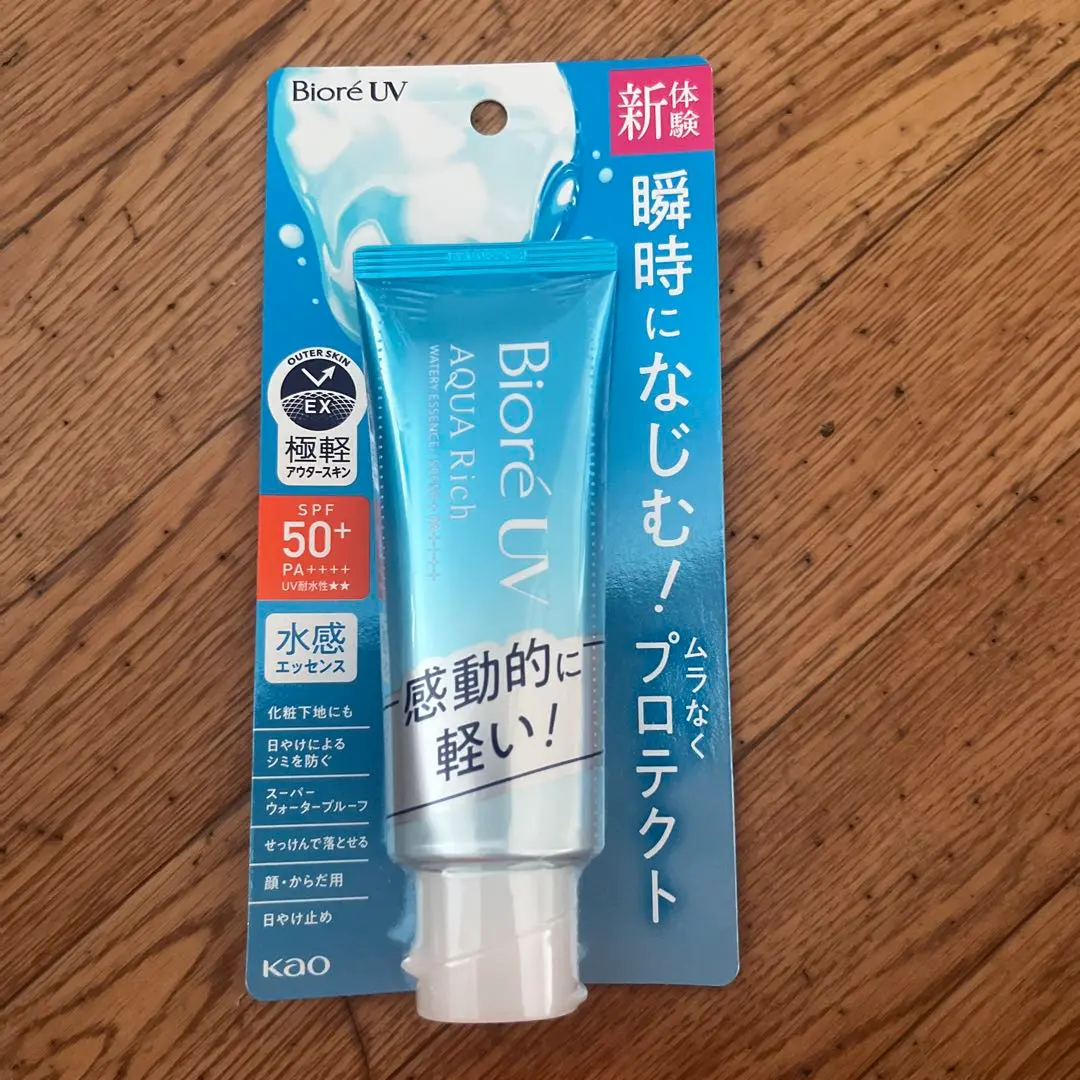 Bioré UV
新体験
瞬時になじむ!
ムラなく
プロテクト
OUTER SKIN
EX
極軽
アウタースキン
SPF
50+
PA++++
UV耐水性★★
水感
エッセンス
化粧下地にも
日やけによる
シミを防ぐ
スーパー
ウォータープルーフ
せっけんで落とせる
顔・からだ用
日やけ止め
Kao
Bioré UV
AQUA Rich
WATERY ESSENCE
感動的に
軽い!